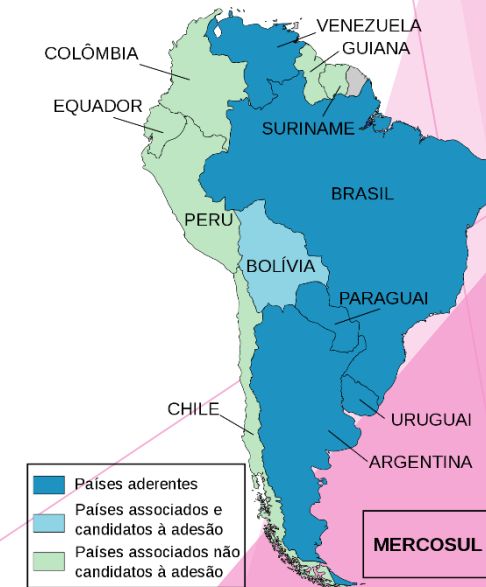 VENEZUELA
GUIANA
COLÔMBIA
EQUADOR
SURINAME
BRASIL
PERU
BOLÍVIA
PARAGUAI
CHILE
URUGUAI
ARGENTINA
Países aderentes
Países associados e
candidatos à adesão
Países associados não
candidatos à adesão
MERCOSUL